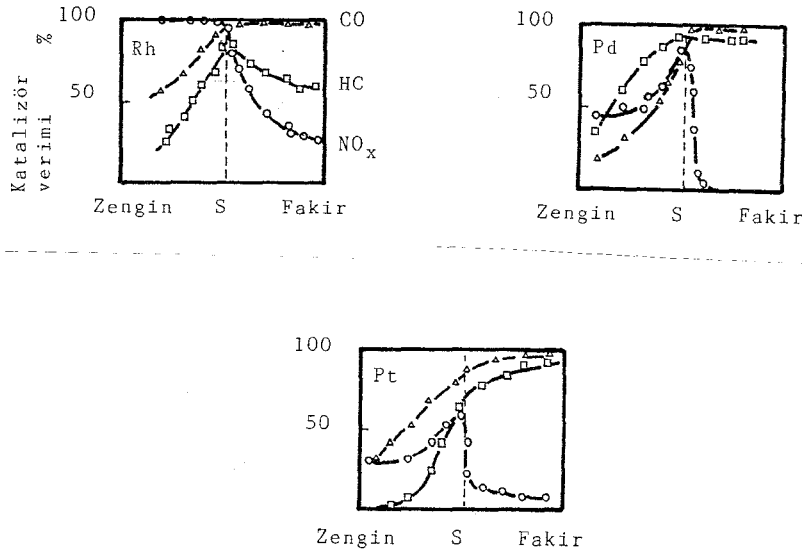 100
%
CO
Rh
HC
50
NOx
Katalizör
verimi
Zengin S Fakir
100
Pd
50
Zengin S Fakir
100
Pt
50
Zengin S Fakir